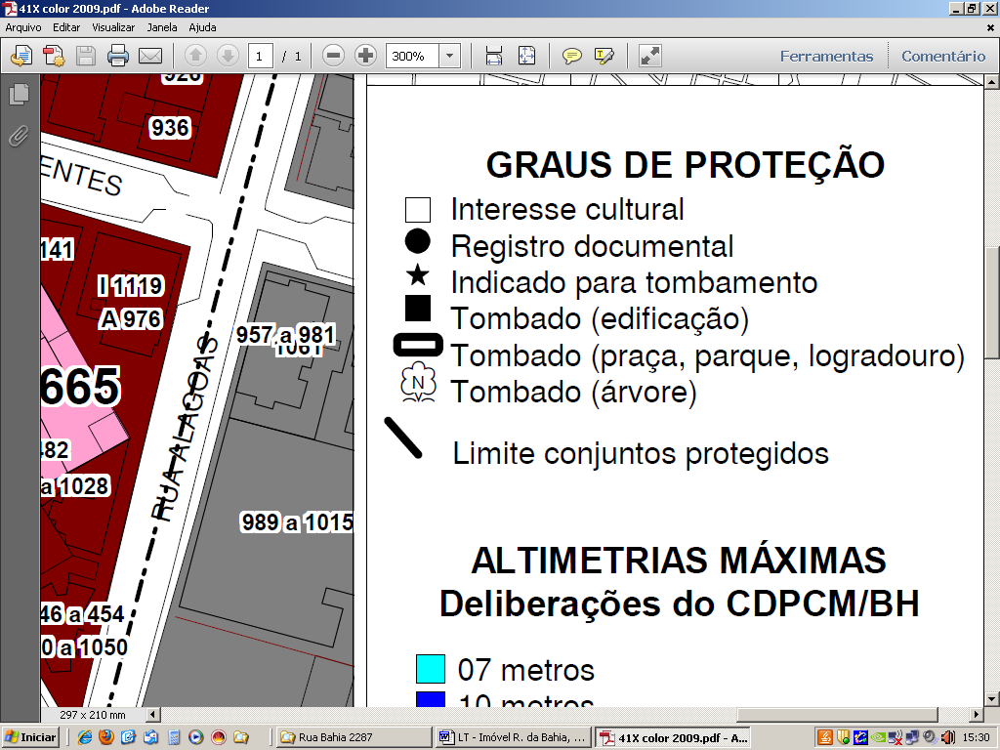 41X color 2009.pdf - Adobe Reader
Arquivo Editar Visualizar Janela Ajuda
1 / 1
300%
Ferramentas
Comentário
926
936
ENTES
141
I 1119
A 976
957 a 981
1061
665
RUA ALAGOAS
482
a 1028
989 a 1015
46 a 454
0 a 1050
GRAUS DE PROTEÇÃO
Interesse cultural
Registro documental
Indicado para tombamento
Tombado (edificação)
Tombado (praça, parque, logradouro)
N
Tombado (árvore)
Limite conjuntos protegidos
ALTIMETRIAS MÁXIMAS
Deliberações do CDPCM/BH
07 metros
10 metros
297 x 210 mm
Iniciar
Rua Bahia 2287
LT - Imóvel R. da Bahia, ...
41X color 2009.pdf - A...
15:30